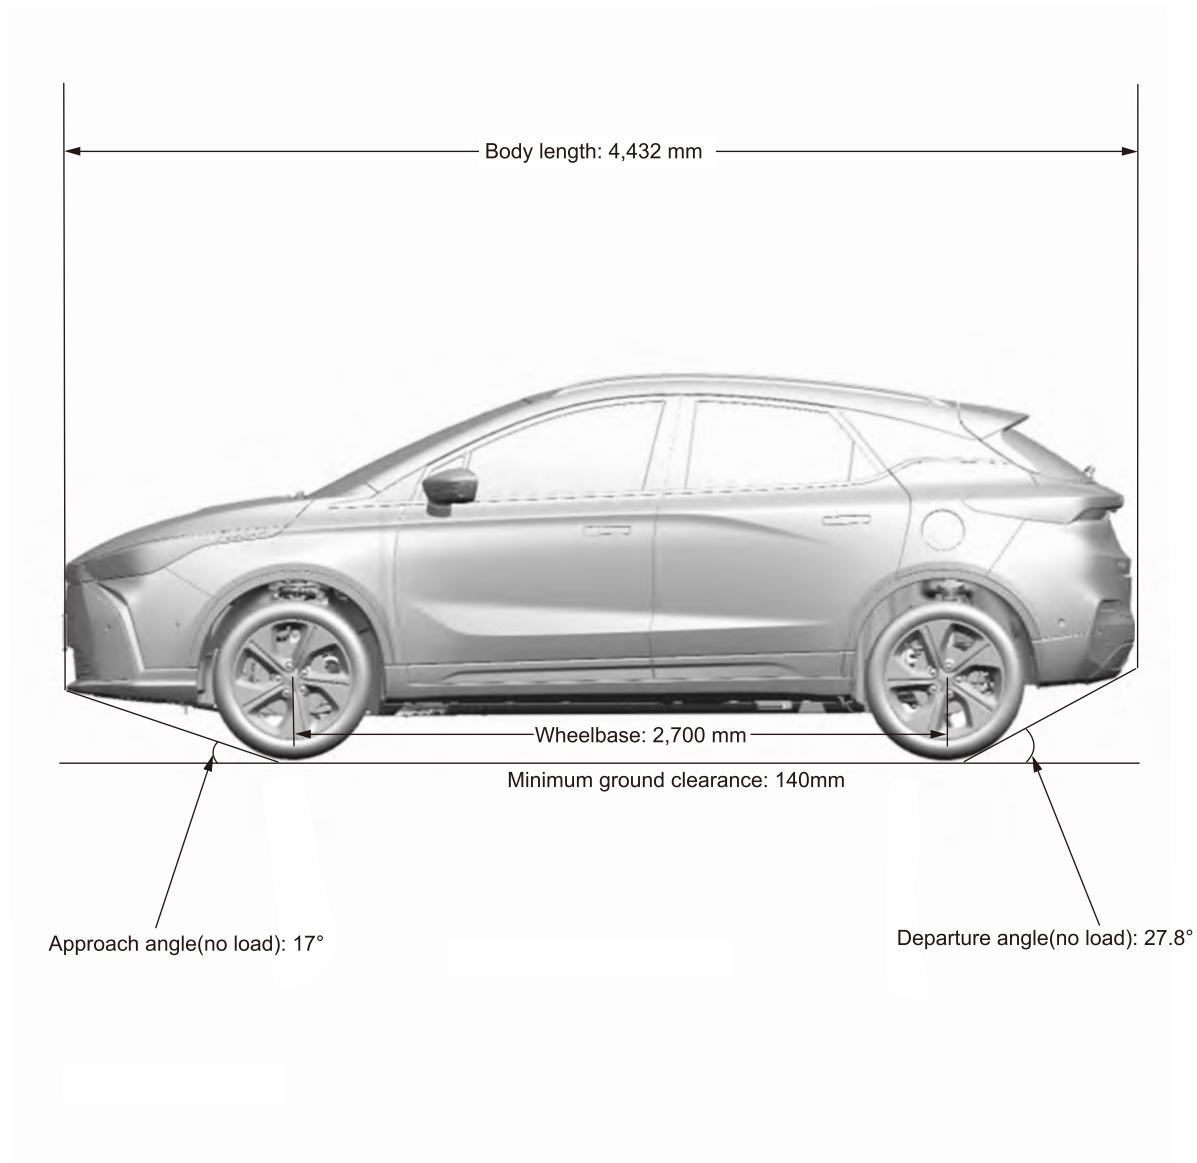 Body length: 4,432 mm
Wheelbase: 2,700 mm
Minimum ground clearance: 140mm
Approach angle(no load): 17°
Departure angle(no load): 27.8°